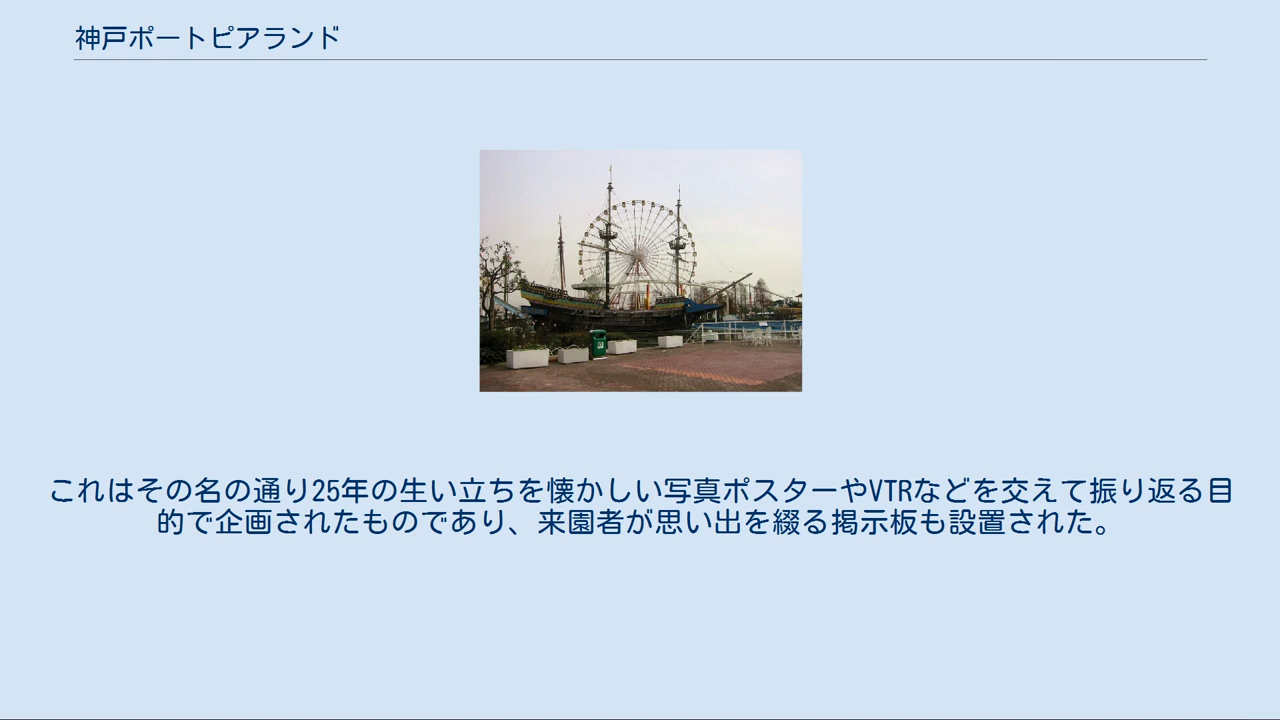 神戸ポートピアランド
これはその名の通り25年の生い立ちを懐かしい写真ポスターやVTRなどを交えて振り返る目
的で企画されたものであり、来園者が思い出を綴る掲示板も設置された。